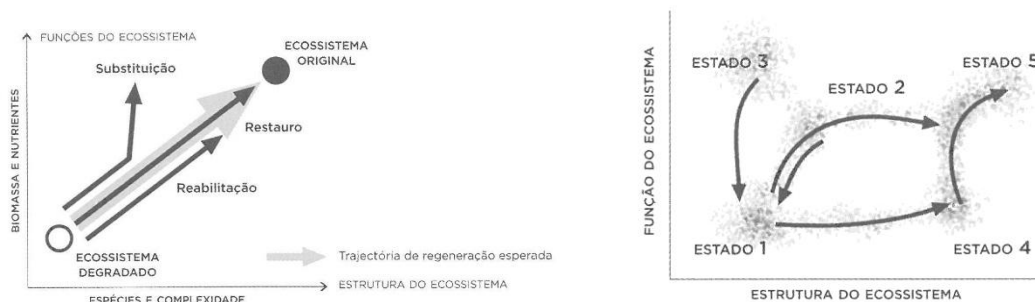 FUNÇÕES DO ECOSSISTEMA
ECOSSISTEMA
ORIGINAL
Substituição
Restauro
Reabilitação
BIOMASSA E NUTRIENTES
ECOSSISTEMA
DEGRADADO
Trajectória de regeneração esperada
ESTRUTURA DO ECOSSISTEMA
ESPÉCIES E COMPLEXIDADE
FUNÇÃO DO ECOSSISTEMA
ESTADO 3
ESTADO 5
ESTADO 2
ESTADO 1
ESTADO 4
ESTRUTURA DO ECOSSISTEMA